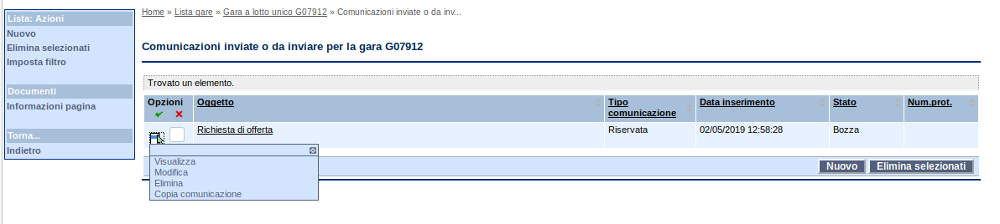 Home » Lista gare » Gara a lotto unico G07912 » Comunicazioni inviate o da inv...
Lista: Azioni
Nuovo
Elimina selezionati
Imposta filtro
Documenti
Informazioni pagina
Torna...
Indietro
Comunicazioni inviate o da inviare per la gara G07912
Trovato un elemento.
Opzioni Oggetto Tipo comunicazione Data inserimento Stato Num.prot.
Richiesta di offerta Riservata 02/05/2019 12:58:28 Bozza
Visualizza
Modifica
Elimina
Copia comunicazione
Nuovo Elimina selezionati